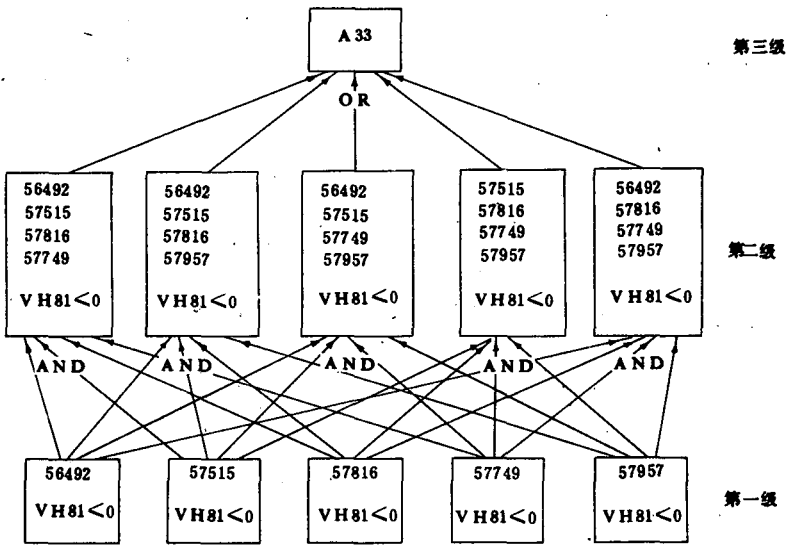 A 33
第三级
OR
56492
57515
57816
57749
VH81<0
56492
57515
57816
57957
VH81<0
56492
57515
57749
57957
VH81<0
57515
57816
57749
57957
VH81<0
56492
57816
57749
57957
VH81<0
第二级
AND
AND
AND
AND
AND
56492
VH81<0
57515
VH81<0
57816
VH81<0
57749
VH81<0
57957
VH81<0
第一级